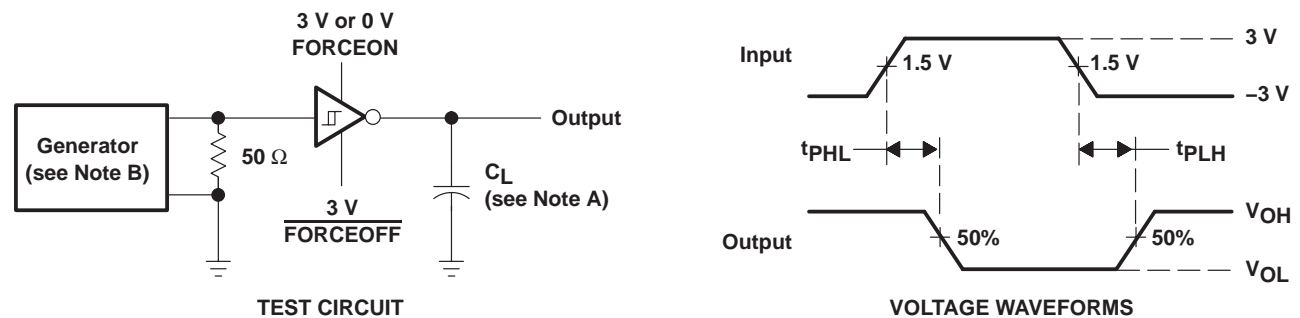 3 V or 0 V
FORCEON
Generator
(see Note B)
50 Ω
Output
CL
(see Note A)
3 V
FORCEOFF
TEST CIRCUIT
Input
3 V
1.5 V
1.5 V
–3 V
tPHL
tPLH
Output
50%
50%
VOH
VOL
VOLTAGE WAVEFORMS